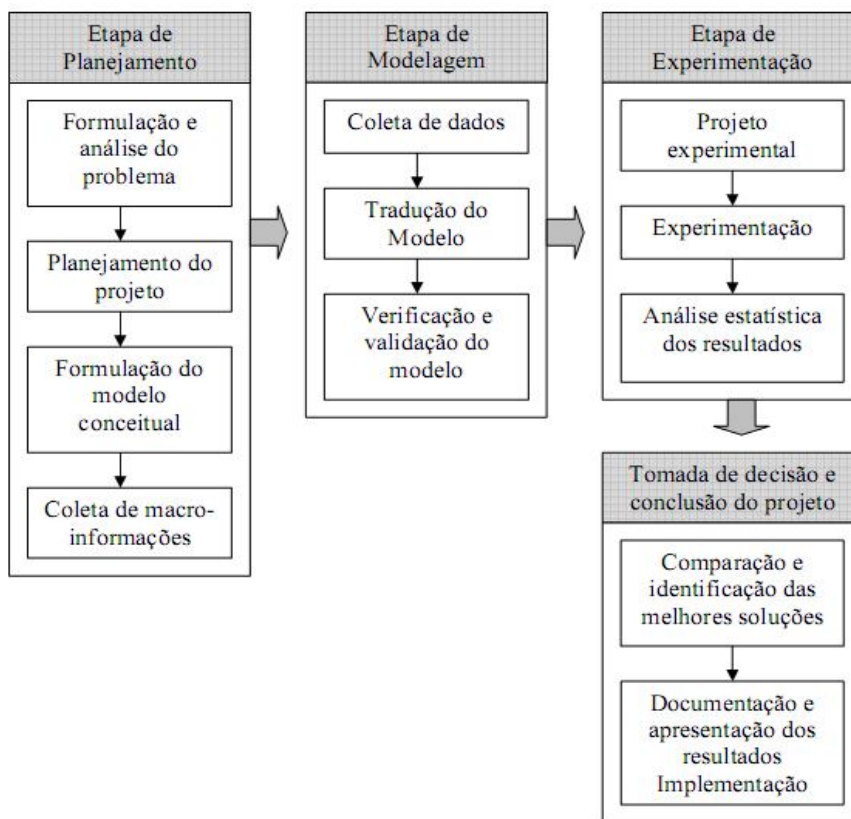 Etapa de
Planejamento
Formulação e
análise do
problema
Planejamento do
projeto
Formulação do
modelo
conceitual
Coleta de macro-
informações
Etapa de
Modelagem
Coleta de dados
Tradução do
Modelo
Verificação e
validação do
modelo
Etapa de
Experimentação
Projeto
experimental
Experimentação
Análise estatística
dos resultados
Tomada de decisão e
conclusão do projeto
Comparação e
identificação das
melhores soluções
Documentação e
apresentação dos
resultados
Implementação